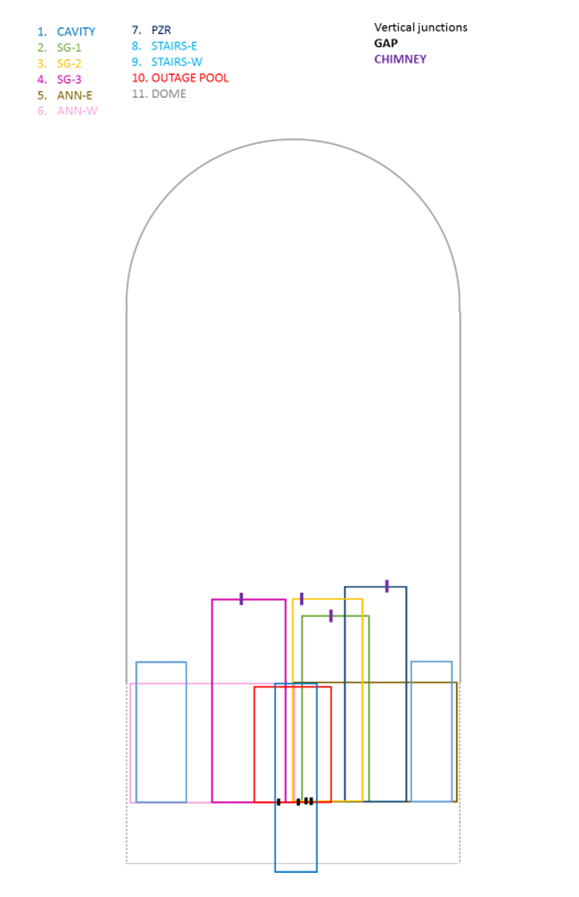 1. CAVITY
2. SG-1
3. SG-2
4. SG-3
5. ANN-E
6. ANN-W
7. PZR
8. STAIRS-E
9. STAIRS-W
10. OUTAGE POOL
11. DOME
Vertical junctions
GAP
CHIMNEY